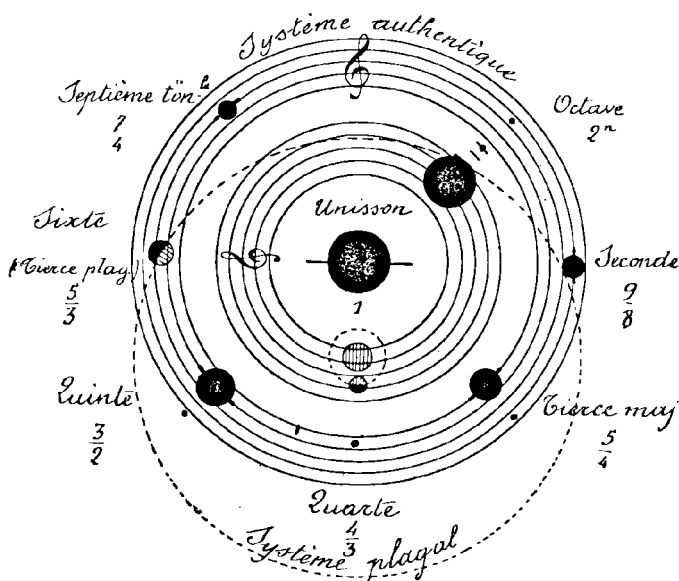 Système authentique
Septième ton.le
7
4
Octave
2n
Unisson
1
Sixte
(Tierce plag.)
5
3
Seconde
9
8
Quinte
3
2
Tierce maj
5
4
Quarte
4
3
Système plagal